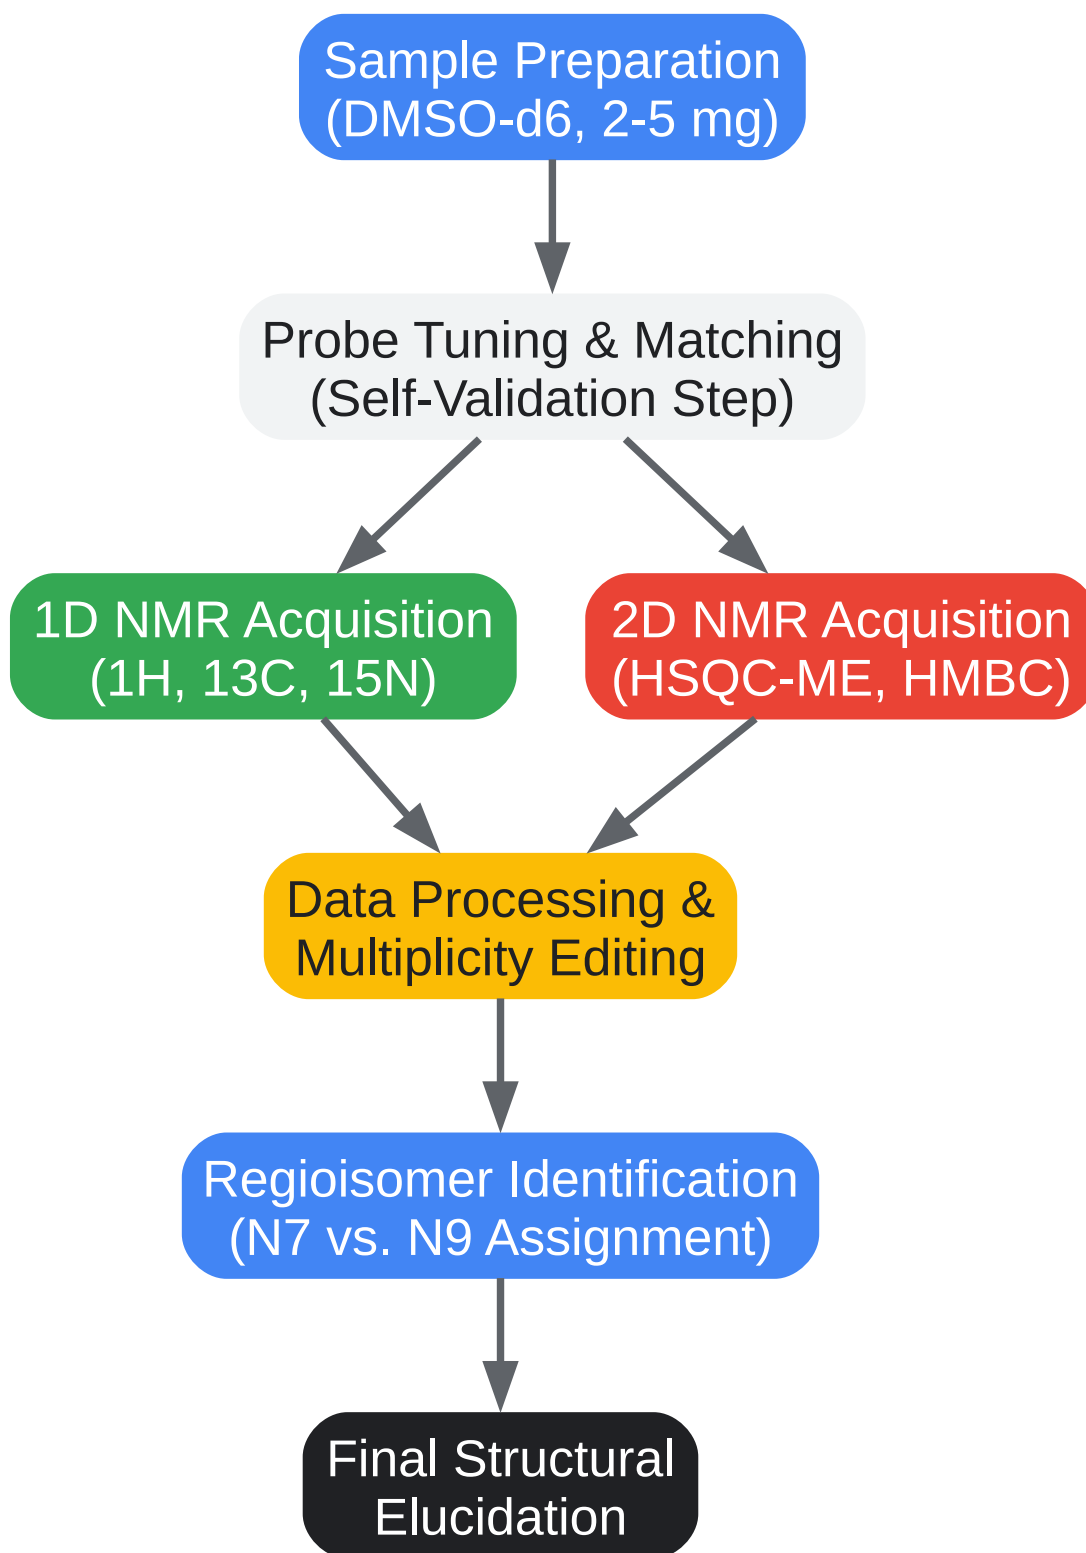 Sample Preparation
(DMSO-d6, 2-5 mg)
Probe Tuning & Matching
(Self-Validation Step)
1D NMR Acquisition
(1H, 13C, 15N)
2D NMR Acquisition
(HSQC-ME, HMBC)
Data Processing &
Multiplicity Editing
Regioisomer Identification
(N7 vs. N9 Assignment)
Final Structural
Elucidation